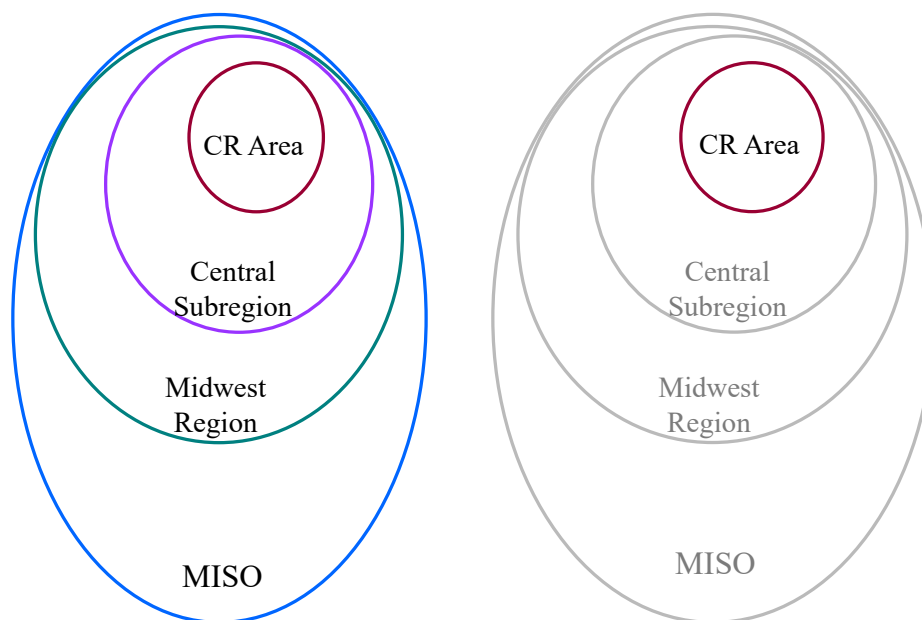 CR Area
Central
Subregion
Midwest
Region
MISO
CR Area
Central
Subregion
Midwest
Region
MISO